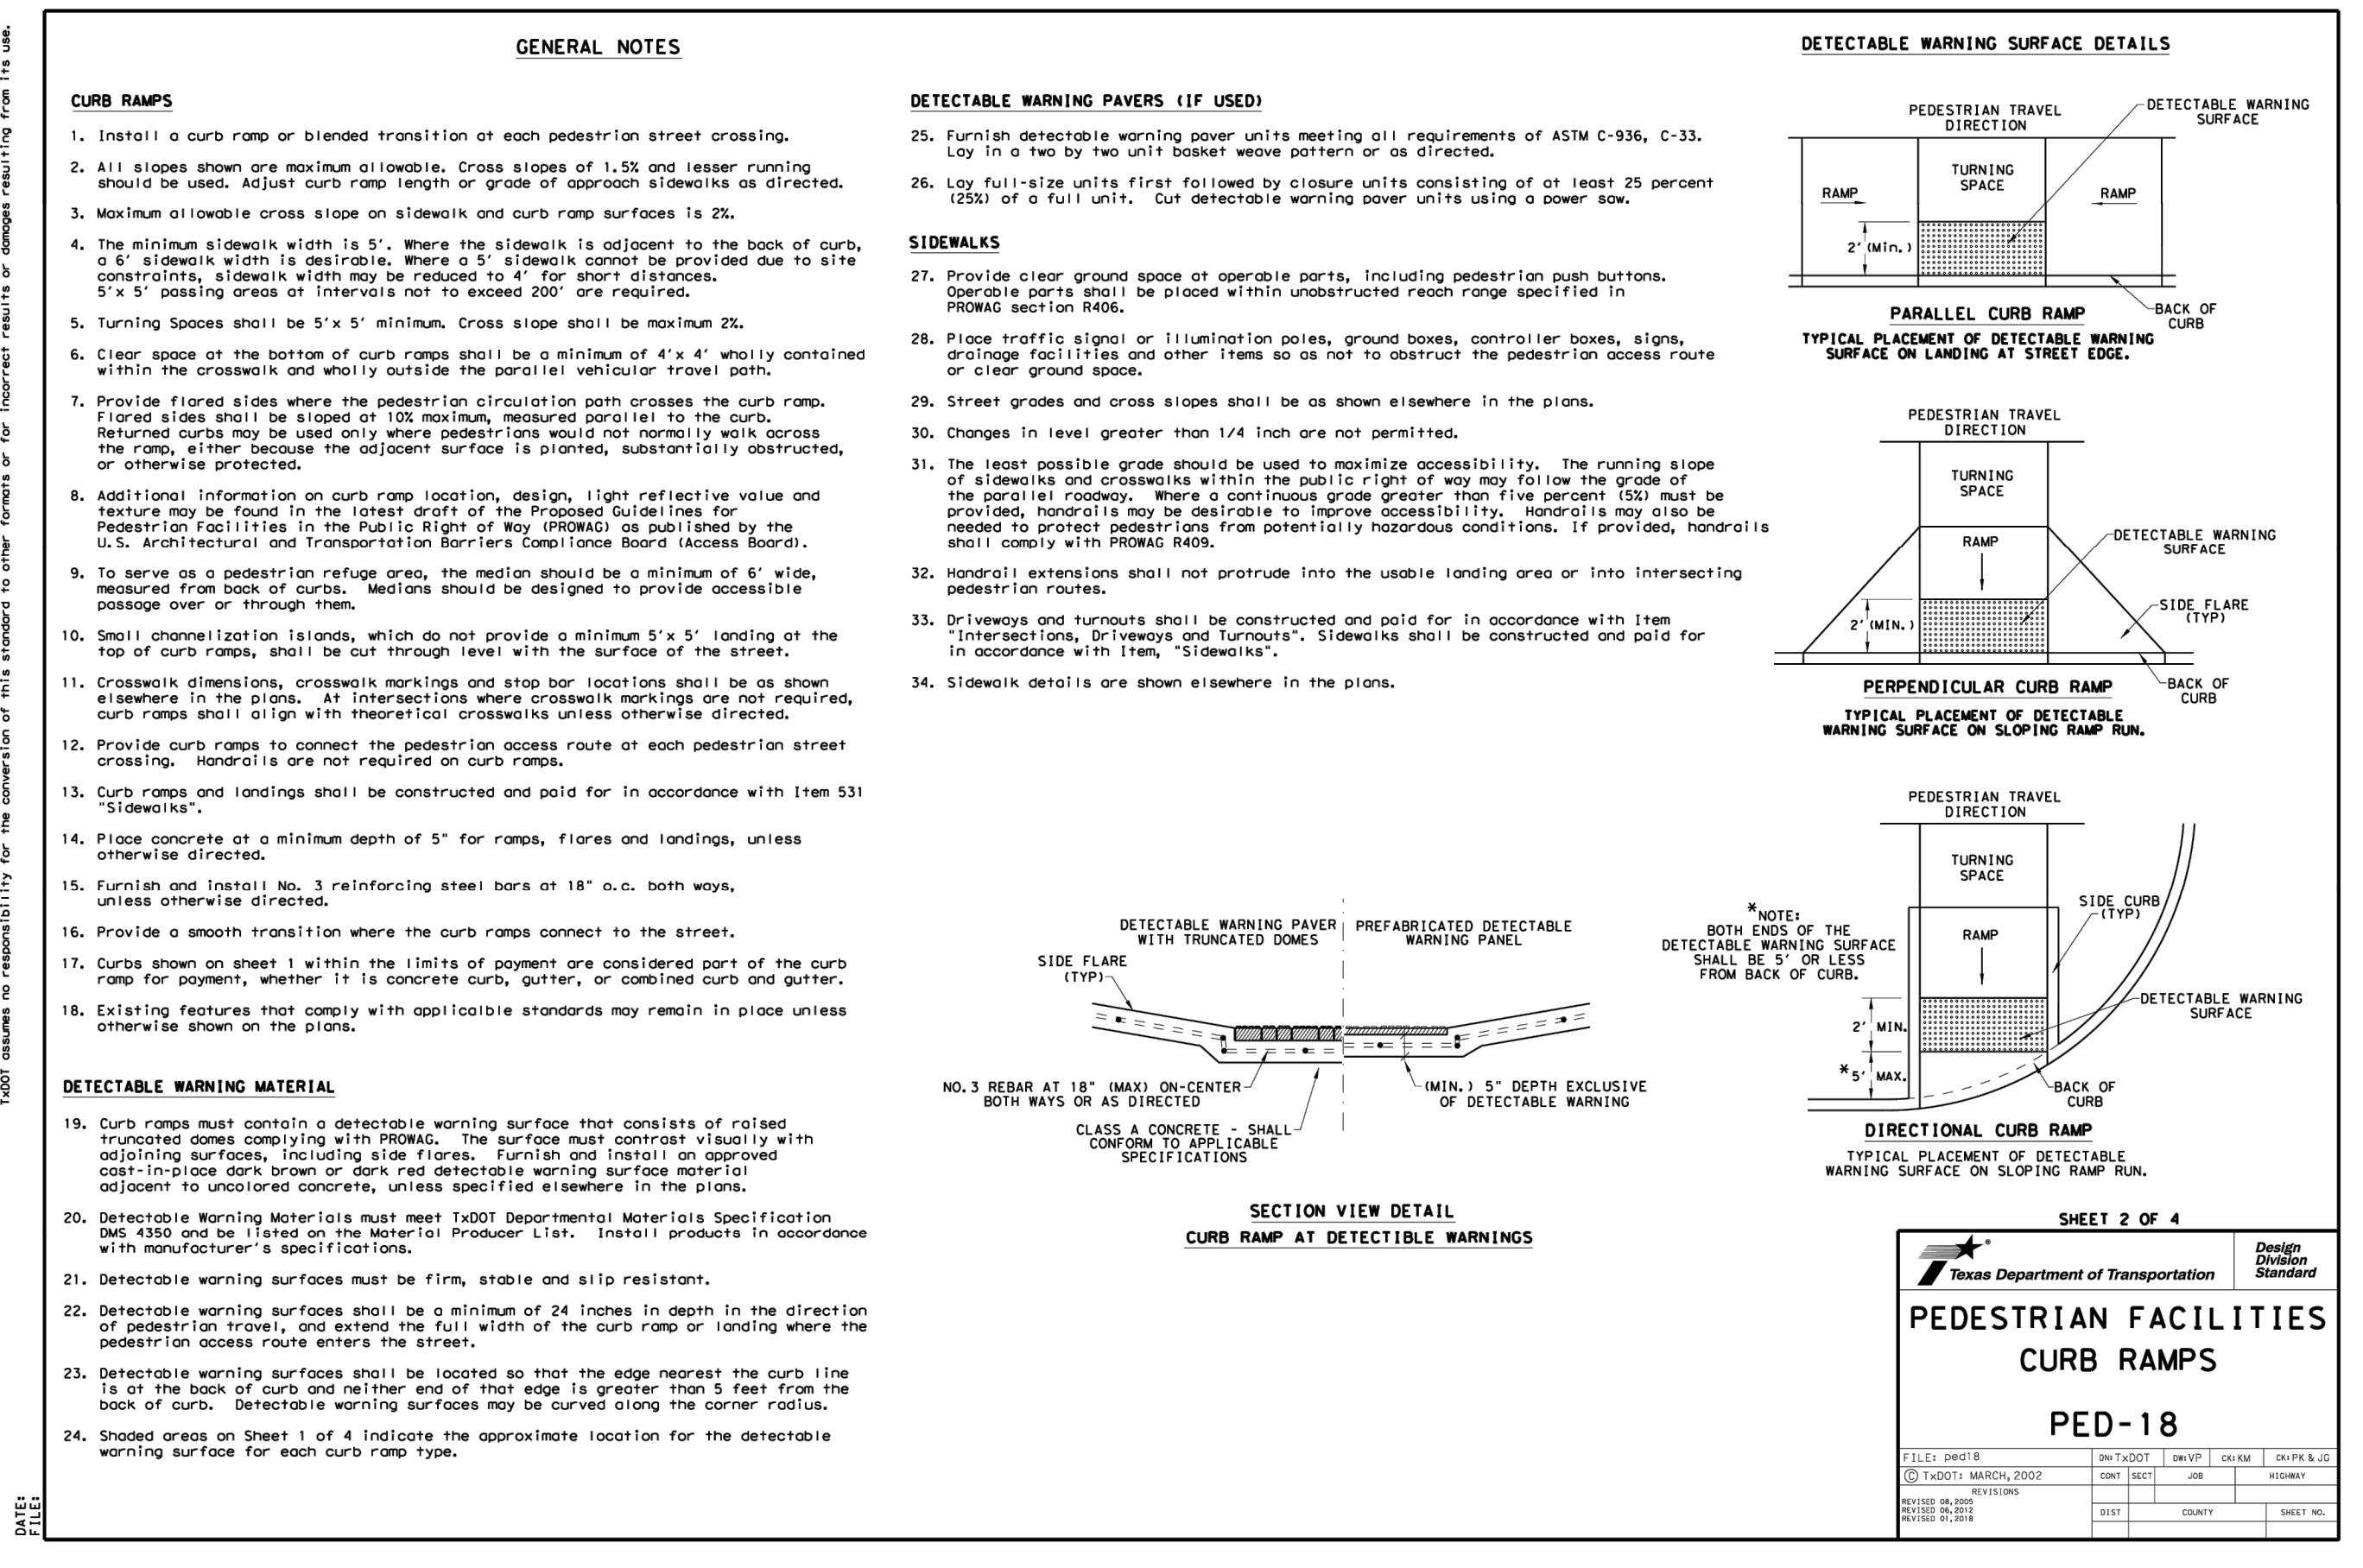 TxDOT assumes no responsibility for the conversion of this standard to other formats or for incorrect results or damages resulting from its use.
DATE:
FILE:
GENERAL NOTES
CURB RAMPS
1. Install a curb ramp or blended transition at each pedestrian street crossing.
2. All slopes shown are maximum allowable. Cross slopes of 1.5% and lesser running
should be used. Adjust curb ramp length or grade of approach sidewalks as directed.
3. Maximum allowable cross slope on sidewalk and curb ramp surfaces is 2%.
4. The minimum sidewalk width is 5'. Where the sidewalk is adjacent to the back of curb,
a 6' sidewalk width is desirable. Where a 5' sidewalk cannot be provided due to site
constraints, sidewalk width may be reduced to 4' for short distances.
5'x 5' passing areas at intervals not to exceed 200' are required.
5. Turning Spaces shall be 5'x 5' minimum. Cross slope shall be maximum 2%.
6. Clear space at the bottom of curb ramps shall be a minimum of 4'x 4' wholly contained
within the crosswalk and wholly outside the parallel vehicular travel path.
7. Provide flared sides where the pedestrian circulation path crosses the curb ramp.
Flared sides shall be sloped at 10% maximum, measured parallel to the curb.
Returned curbs may be used only where pedestrians would not normally walk across
the ramp, either because the adjacent surface is planted, substantially obstructed,
or otherwise protected.
8. Additional information on curb ramp location, design, light reflective value and
texture may be found in the latest draft of the Proposed Guidelines for
Pedestrian Facilities in the Public Right of Way (PROWAG) as published by the
U.S. Architectural and Transportation Barriers Compliance Board (Access Board).
9. To serve as a pedestrian refuge area, the median should be a minimum of 6' wide,
measured from back of curbs. Medians should be designed to provide accessible
passage over or through them.
10. Small channelization islands, which do not provide a minimum 5'x 5' landing at the
top of curb ramps, shall be cut through level with the surface of the street.
11. Crosswalk dimensions, crosswalk markings and stop bar locations shall be as shown
elsewhere in the plans. At intersections where crosswalk markings are not required,
curb ramps shall align with theoretical crosswalks unless otherwise directed.
12. Provide curb ramps to connect the pedestrian access route at each pedestrian street
crossing. Handrails are not required on curb ramps.
13. Curb ramps and landings shall be constructed and paid for in accordance with Item 531
"Sidewalks".
14. Place concrete at a minimum depth of 5" for ramps, flares and landings, unless
otherwise directed.
15. Furnish and install No. 3 reinforcing steel bars at 18" o.c. both ways,
unless otherwise directed.
16. Provide a smooth transition where the curb ramps connect to the street.
17. Curbs shown on sheet 1 within the limits of payment are considered part of the curb
ramp for payment, whether it is concrete curb, gutter, or combined curb and gutter.
18. Existing features that comply with applicalble standards may remain in place unless
otherwise shown on the plans.
DETECTABLE WARNING MATERIAL
19. Curb ramps must contain a detectable warning surface that consists of raised
truncated domes complying with PROWAG. The surface must contrast visually with
adjoining surfaces, including side flares. Furnish and install an approved
cast-in-place dark brown or dark red detectable warning surface material
adjacent to uncolored concrete, unless specified elsewhere in the plans.
20. Detectable Warning Materials must meet TxDOT Departmental Materials Specification
DMS 4350 and be listed on the Material Producer List. Install products in accordance
with manufacturer's specifications.
21. Detectable warning surfaces must be firm, stable and slip resistant.
22. Detectable warning surfaces shall be a minimum of 24 inches in depth in the direction
of pedestrian travel, and extend the full width of the curb ramp or landing where the
pedestrian access route enters the street.
23. Detectable warning surfaces shall be located so that the edge nearest the curb line
is at the back of curb and neither end of that edge is greater than 5 feet from the
back of curb. Detectable warning surfaces may be curved along the corner radius.
24. Shaded areas on Sheet 1 of 4 indicate the approximate location for the detectable
warning surface for each curb ramp type.
DETECTABLE WARNING PAVERS (IF USED)
25. Furnish detectable warning paver units meeting all requirements of ASTM C-936, C-33.
Lay in a two by two unit basket weave pattern or as directed.
26. Lay full-size units first followed by closure units consisting of at least 25 percent
(25%) of a full unit. Cut detectable warning paver units using a power saw.
SIDEWALKS
27. Provide clear ground space at operable parts, including pedestrian push buttons.
Operable parts shall be placed within unobstructed reach range specified in
PROWAG section R406.
28. Place traffic signal or illumination poles, ground boxes, controller boxes, signs,
drainage facilities and other items so as not to obstruct the pedestrian access route
or clear ground space.
29. Street grades and cross slopes shall be as shown elsewhere in the plans.
30. Changes in level greater than 1/4 inch are not permitted.
31. The least possible grade should be used to maximize accessibility. The running slope
of sidewalks and crosswalks within the public right of way may follow the grade of
the parallel roadway. Where a continuous grade greater than five percent (5%) must be
provided, handrails may be desirable to improve accessibility. Handrails may also be
needed to protect pedestrians from potentially hazardous conditions. If provided, handrails
shall comply with PROWAG R409.
32. Handrail extensions shall not protrude into the usable landing area or into intersecting
pedestrian routes.
33. Driveways and turnouts shall be constructed and paid for in accordance with Item
"Intersections, Driveways and Turnouts". Sidewalks shall be constructed and paid for
in accordance with Item, "Sidewalks".
34. Sidewalk details are shown elsewhere in the plans.
DETECTABLE WARNING PAVER
WITH TRUNCATED DOMES
PREFABRICATED DETECTABLE
WARNING PANEL
SIDE FLARE
(TYP)
NO.3 REBAR AT 18" (MAX) ON-CENTER
BOTH WAYS OR AS DIRECTED
(MIN.) 5" DEPTH EXCLUSIVE
OF DETECTABLE WARNING
CLASS A CONCRETE - SHALL
CONFORM TO APPLICABLE
SPECIFICATIONS
SECTION VIEW DETAIL
CURB RAMP AT DETECTIBLE WARNINGS
DETECTABLE WARNING SURFACE DETAILS
PEDESTRIAN TRAVEL
DIRECTION
DETECTABLE WARNING
SURFACE
TURNING
SPACE
RAMP
RAMP
2' (Min.)
BACK OF
CURB
PARALLEL CURB RAMP
TYPICAL PLACEMENT OF DETECTABLE WARNING
SURFACE ON LANDING AT STREET EDGE.
PEDESTRIAN TRAVEL
DIRECTION
TURNING
SPACE
RAMP
DETECTABLE WARNING
SURFACE
SIDE FLARE
(TYP)
2' (MIN.)
BACK OF
CURB
PERPENDICULAR CURB RAMP
TYPICAL PLACEMENT OF DETECTABLE
WARNING SURFACE ON SLOPING RAMP RUN.
PEDESTRIAN TRAVEL
DIRECTION
TURNING
SPACE
SIDE CURB
(TYP)
*NOTE:
BOTH ENDS OF THE
DETECTABLE WARNING SURFACE
SHALL BE 5' OR LESS
FROM BACK OF CURB.
RAMP
DETECTABLE WARNING
SURFACE
2' MIN.
*5' MAX.
BACK OF
CURB
DIRECTIONAL CURB RAMP
TYPICAL PLACEMENT OF DETECTABLE
WARNING SURFACE ON SLOPING RAMP RUN.
SHEET 2 OF 4
®
Texas Department of Transportation
Design
Division
Standard
PEDESTRIAN FACILITIES
CURB RAMPS
PED-18
FILE: ped18 DN: TxDOT DW: VP CK: KM CK: PK & JG
© TxDOT: MARCH, 2002 CONT SECT JOB HIGHWAY
REVISIONS
REVISED 08,2005
REVISED 06,2012
REVISED 01,2018
DIST COUNTY SHEET NO.